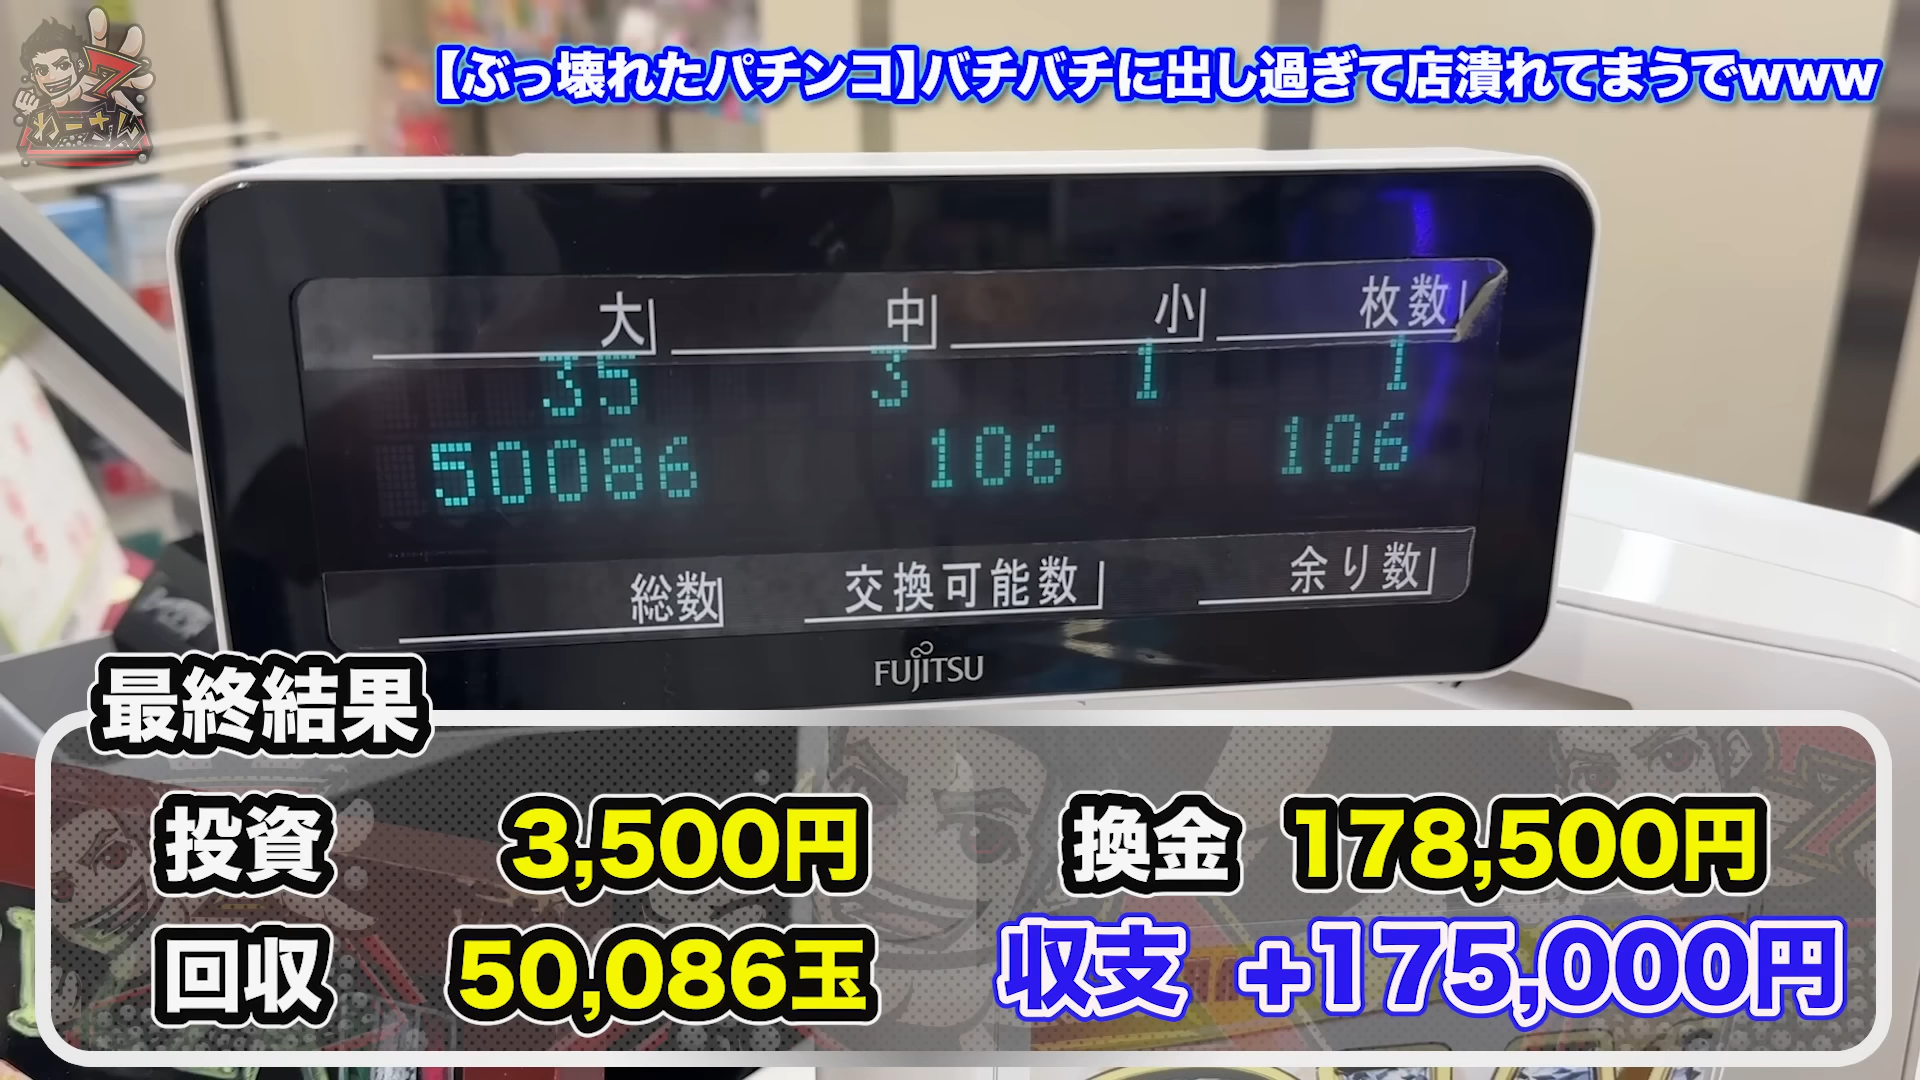 【ぶっ壊れたパチンコ】バチバチに出し過ぎて店潰れてまうでwww
わーさん
大 中 小 枚数
35 3 1 1
50086 106 106
総数 交換可能数 余り数
FUJITSU
最終結果
投資 3,500円 換金 178,500円
回収 50,086玉 収支 +175,000円